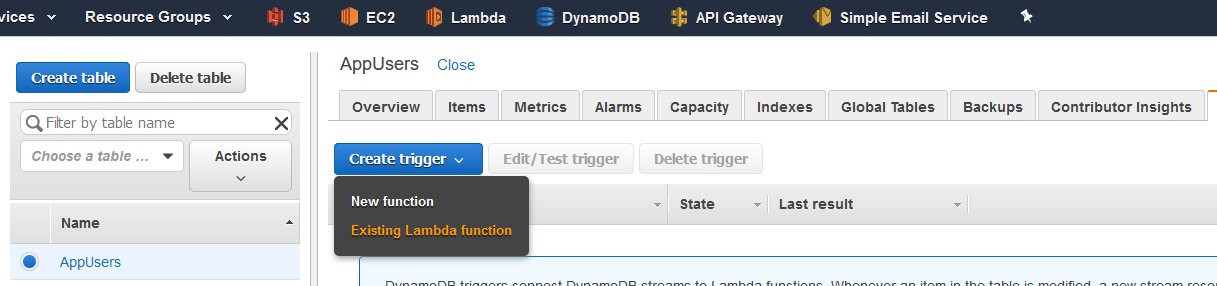 vices Resource Groups S3 EC2 Lambda DynamoDB API Gateway Simple Email Service
Create table Delete table
Filter by table name
Choose a table ...
Actions
Name
AppUsers
AppUsers Close
Overview Items Metrics Alarms Capacity Indexes Global Tables Backups Contributor Insights
Create trigger Edit/Test trigger Delete trigger
New function
Existing Lambda function
State Last result
DynamoDB triggers connect DynamoDB streams to Lambda functions. Whenever an item in the table is modified, a new stream reco